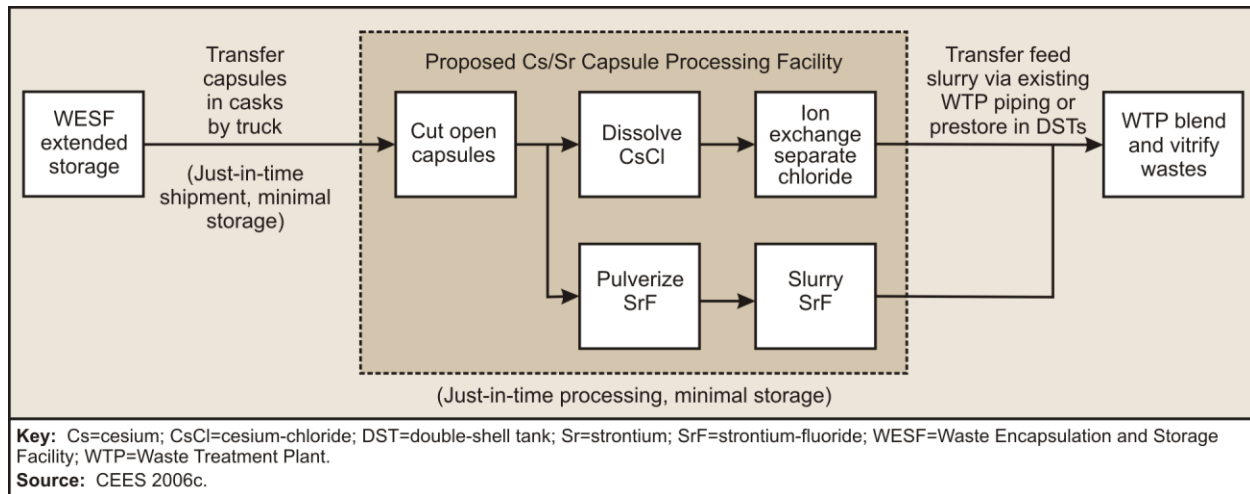 WESF
extended
storage
Transfer
capsules
in casks
by truck
(Just-in-time
shipment, minimal
storage)
Proposed Cs/Sr Capsule Processing Facility
Cut open
capsules
Dissolve
CsCl
Ion
exchange
separate
chloride
Pulverize
SrF
Slurry
SrF
(Just-in-time processing, minimal storage)
Transfer feed
slurry via existing
WTP piping or
prestore in DSTs
WTP blend
and vitrify
wastes
Key: Cs=cesium; CsCl=cesium-chloride; DST=double-shell tank; Sr=strontium; SrF=strontium-fluoride; WESF=Waste Encapsulation and Storage
Facility; WTP=Waste Treatment Plant.
Source: CEES 2006c.